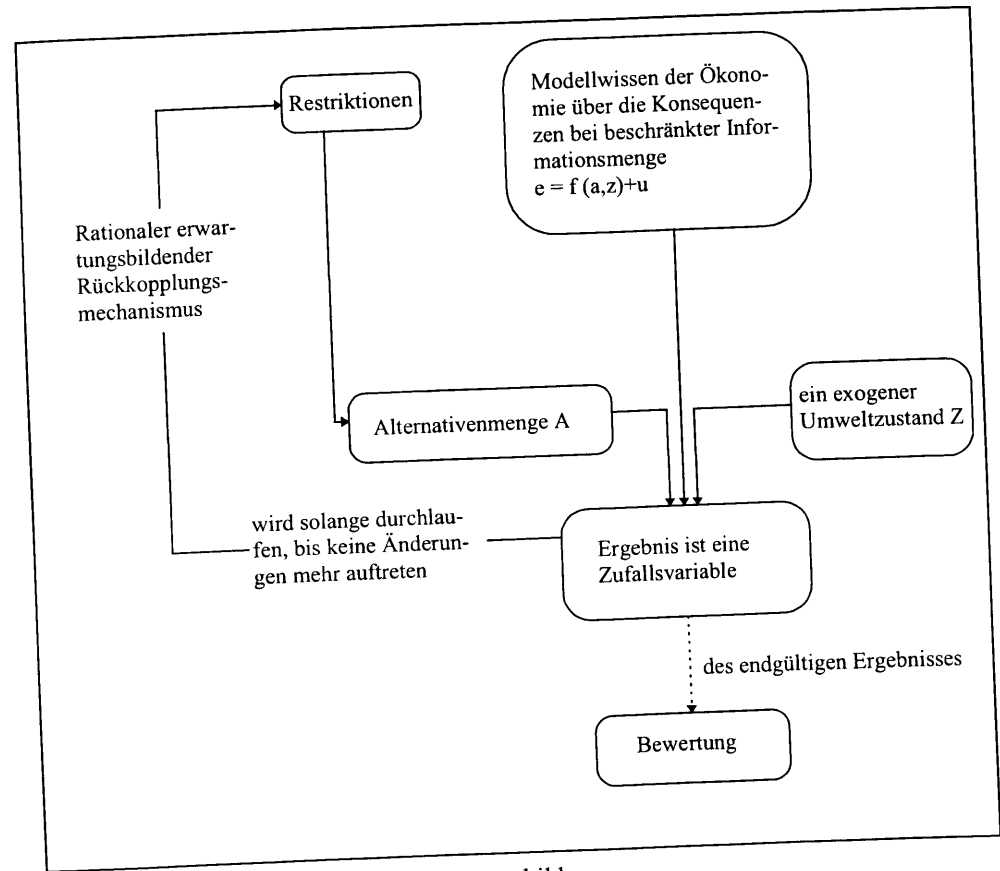 Restriktionen
Modellwissen der Ökono-
mie über die Konsequen-
zen bei beschränkter Infor-
mationsmenge
e = f (a,z)+u
Rationaler erwar-
tungsbildender
Rückkopplungs-
mechanismus
ein exogener
Umweltzustand Z
Alternativenmenge A
wird solange durchlau-
fen, bis keine Änderun-
gen mehr auftreten
Ergebnis ist eine
Zufallsvariable
des endgültigen Ergebnisses
Bewertung